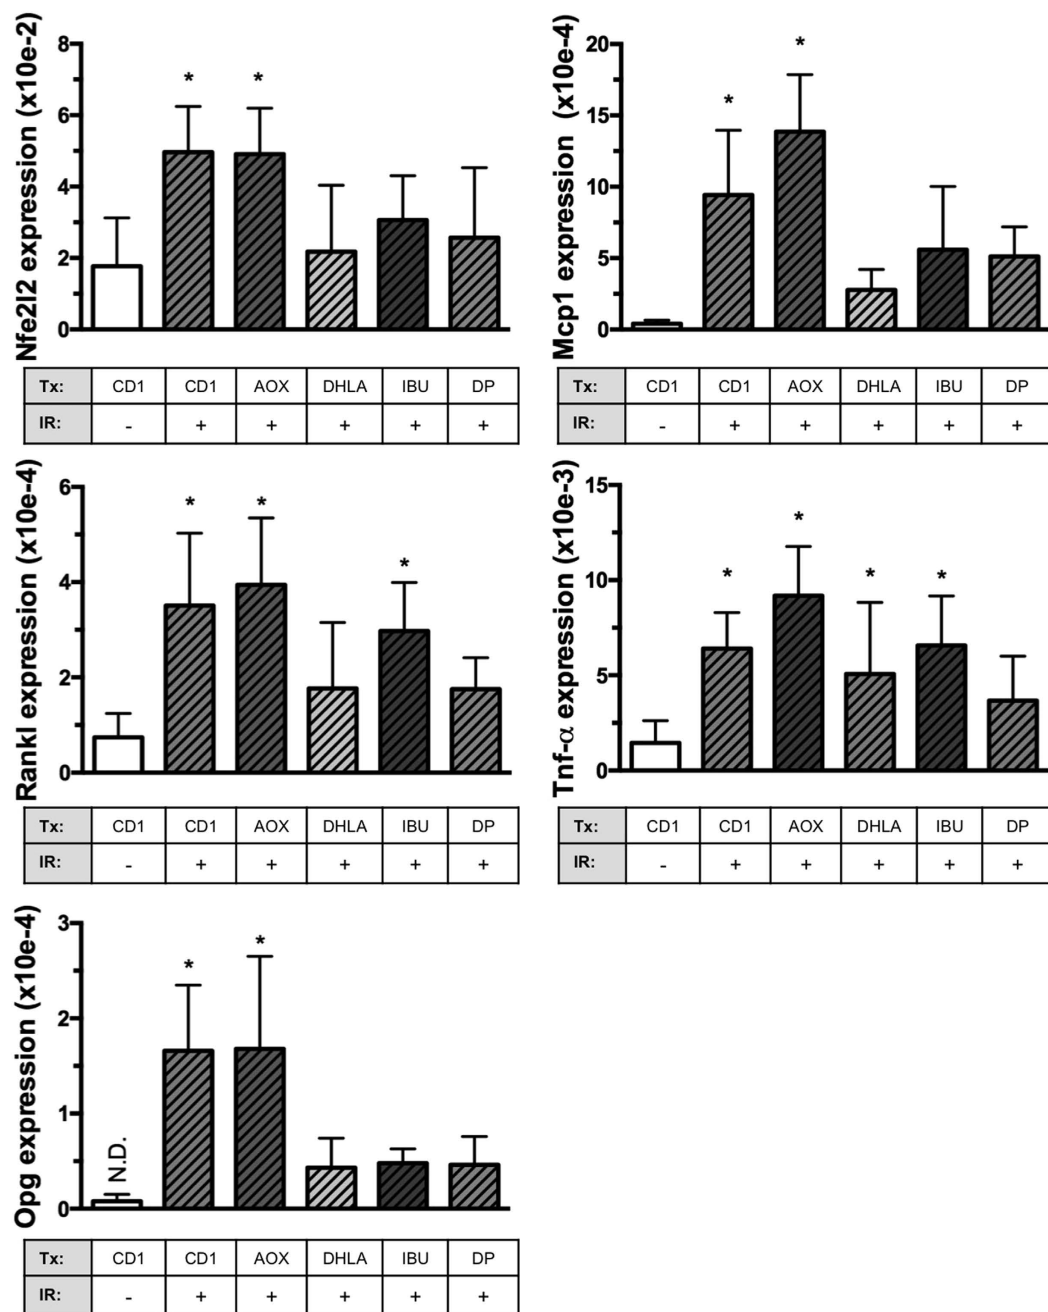 Nfe2l2 expression (x10e-2)
8
6
4
2
0
* *
Tx: CD1 CD1 AOX DHLA IBU DP
IR: - + + + + +
Mcp1 expression (x10e-4)
20
15
10
5
0
* *
Tx: CD1 CD1 AOX DHLA IBU DP
IR: - + + + + +
Rankl expression (x10e-4)
6
4
2
0
* * *
Tx: CD1 CD1 AOX DHLA IBU DP
IR: - + + + + +
Tnf-α expression (x10e-3)
15
10
5
0
* * * *
Tx: CD1 CD1 AOX DHLA IBU DP
IR: - + + + + +
Opg expression (x10e-4)
3
2
1
0
N.D. * *
Tx: CD1 CD1 AOX DHLA IBU DP
IR: - + + + + +